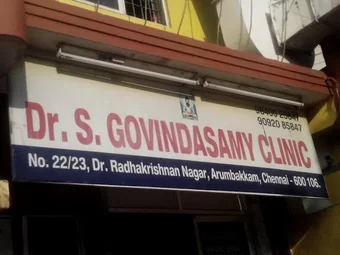 90920 85847
Dr. S. GOVINDASAMY CLINIC
No. 22/23, Dr. Radhakrishnan Nagar, Arumbakkam, Chennai - 600 106.